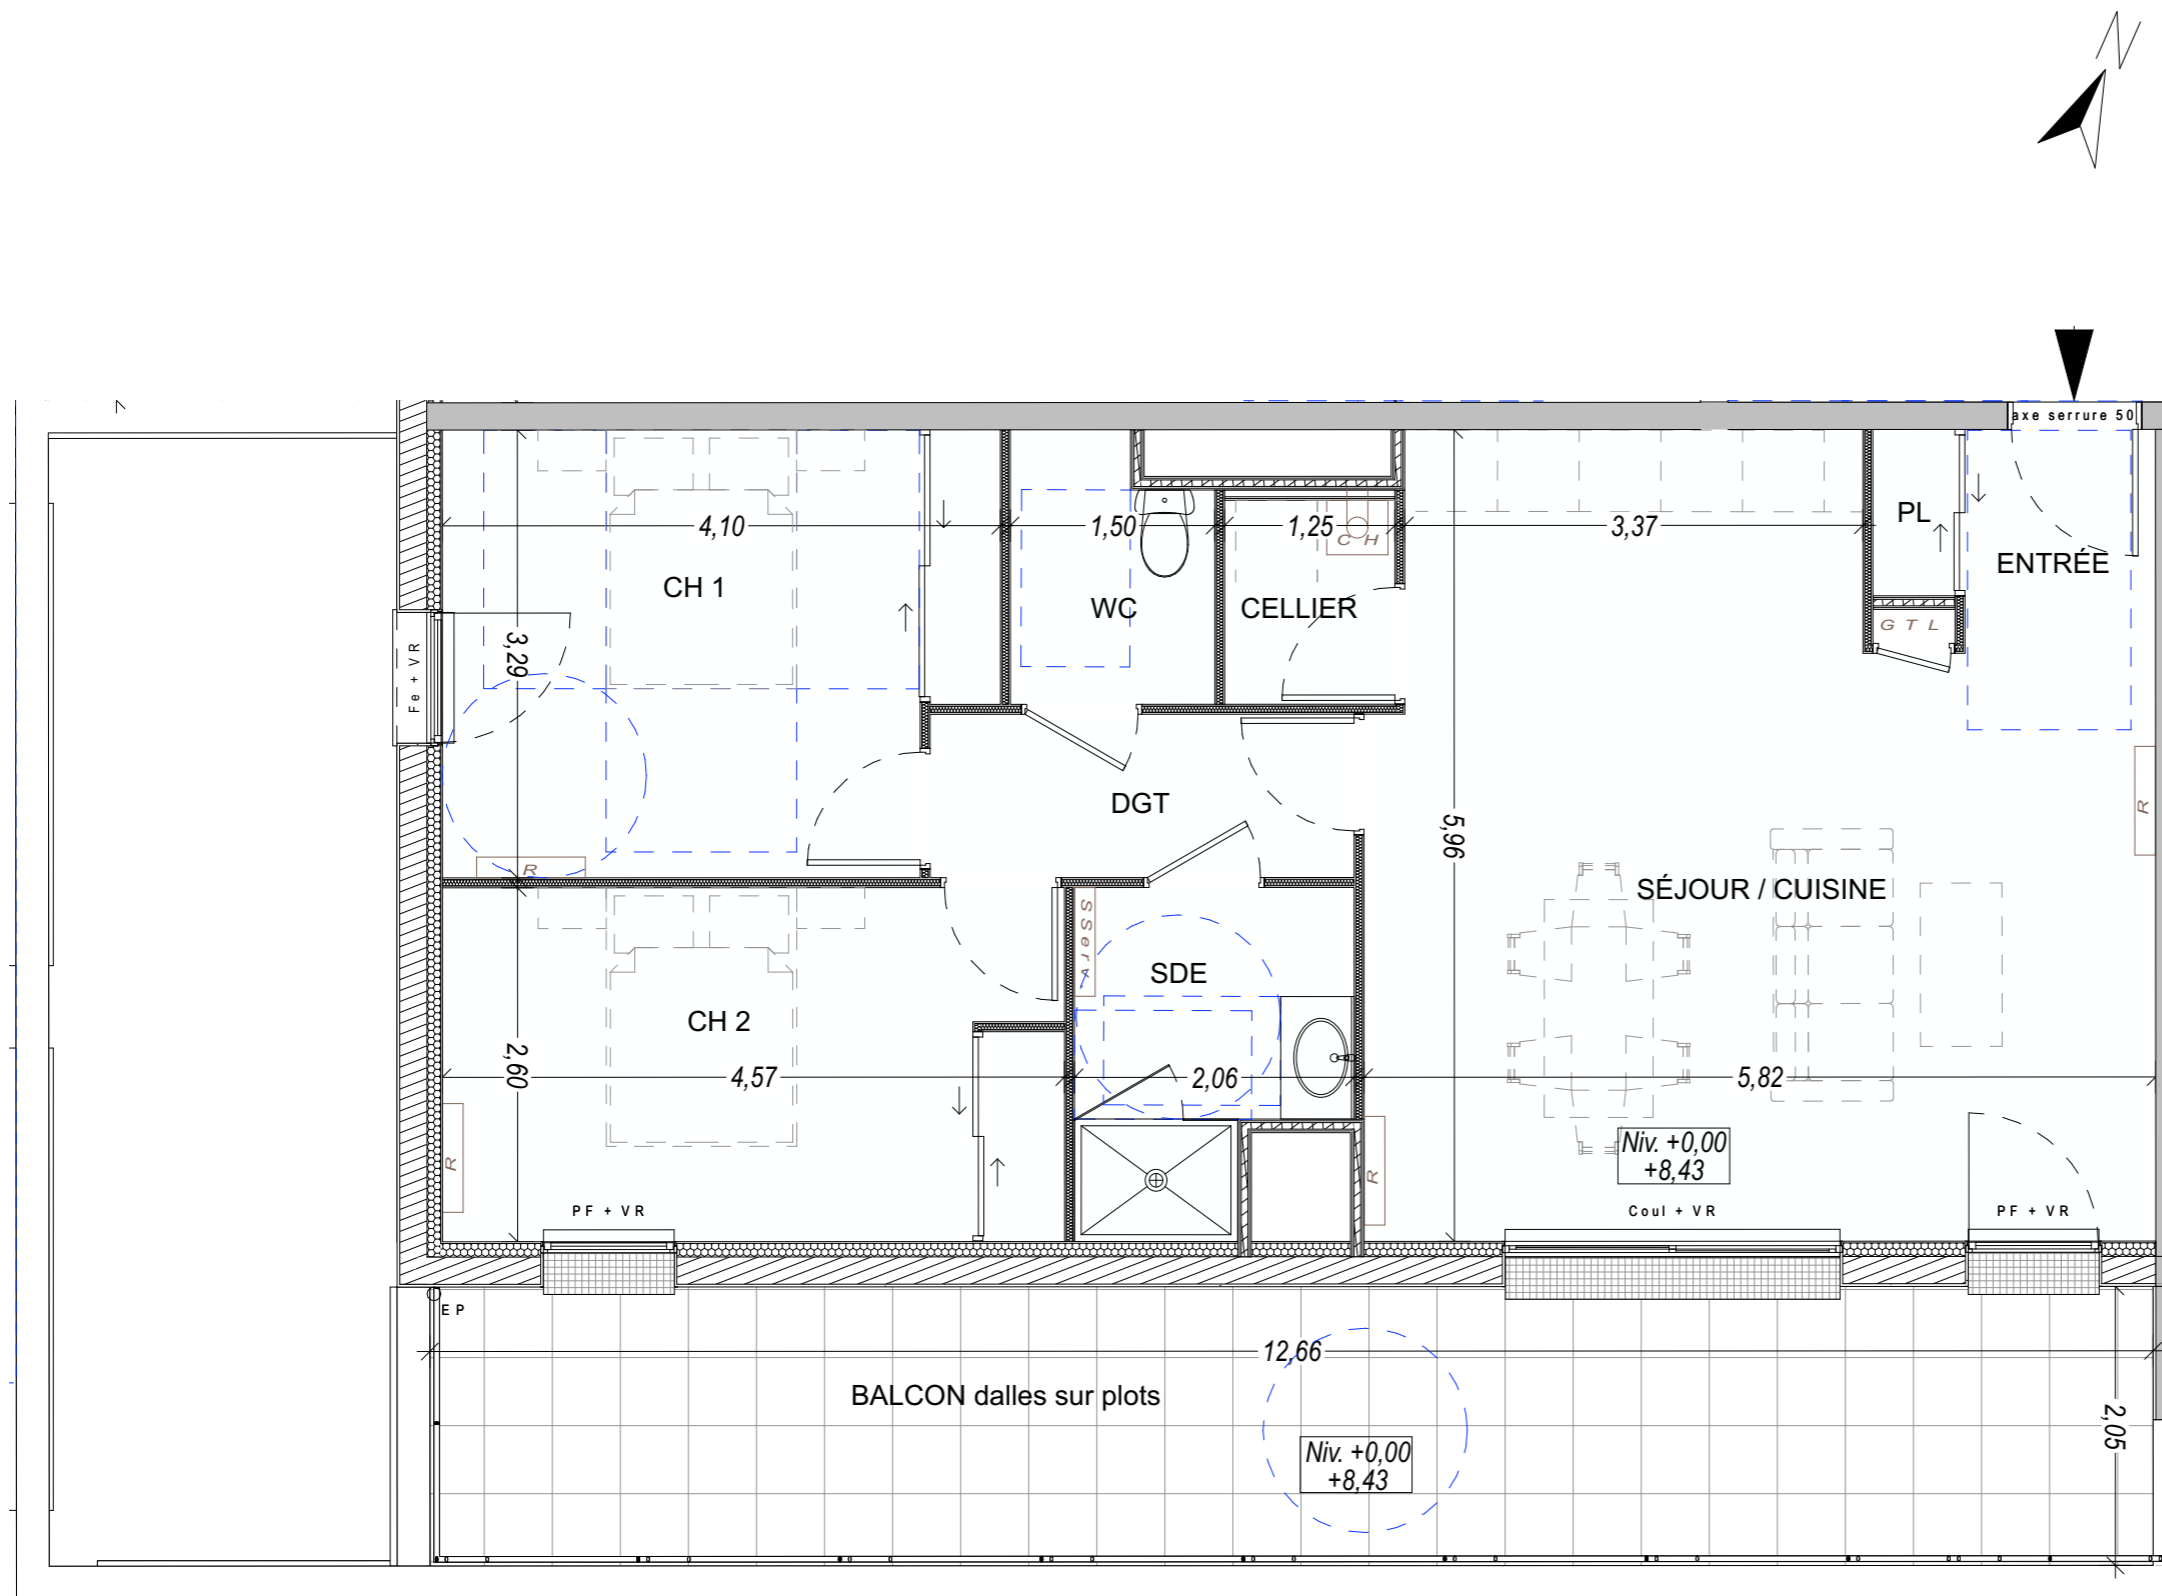 N
axe serrure 50
PL
4,10
1,50
1,25
3,37
C H
ENTRÉE
CH 1
WC
CELLIER
G T L
3,29
Fe + VR
DGT
R
5,96
R
SÉJOUR / CUISINE
SServ
SDE
CH 2
2,60
4,57
2,06
5,82
R
R
Niv. +0,00
+8,43
PF + VR
Coul + VR
PF + VR
EP
12,66
BALCON dalles sur plots
2,05
Niv. +0,00
+8,43